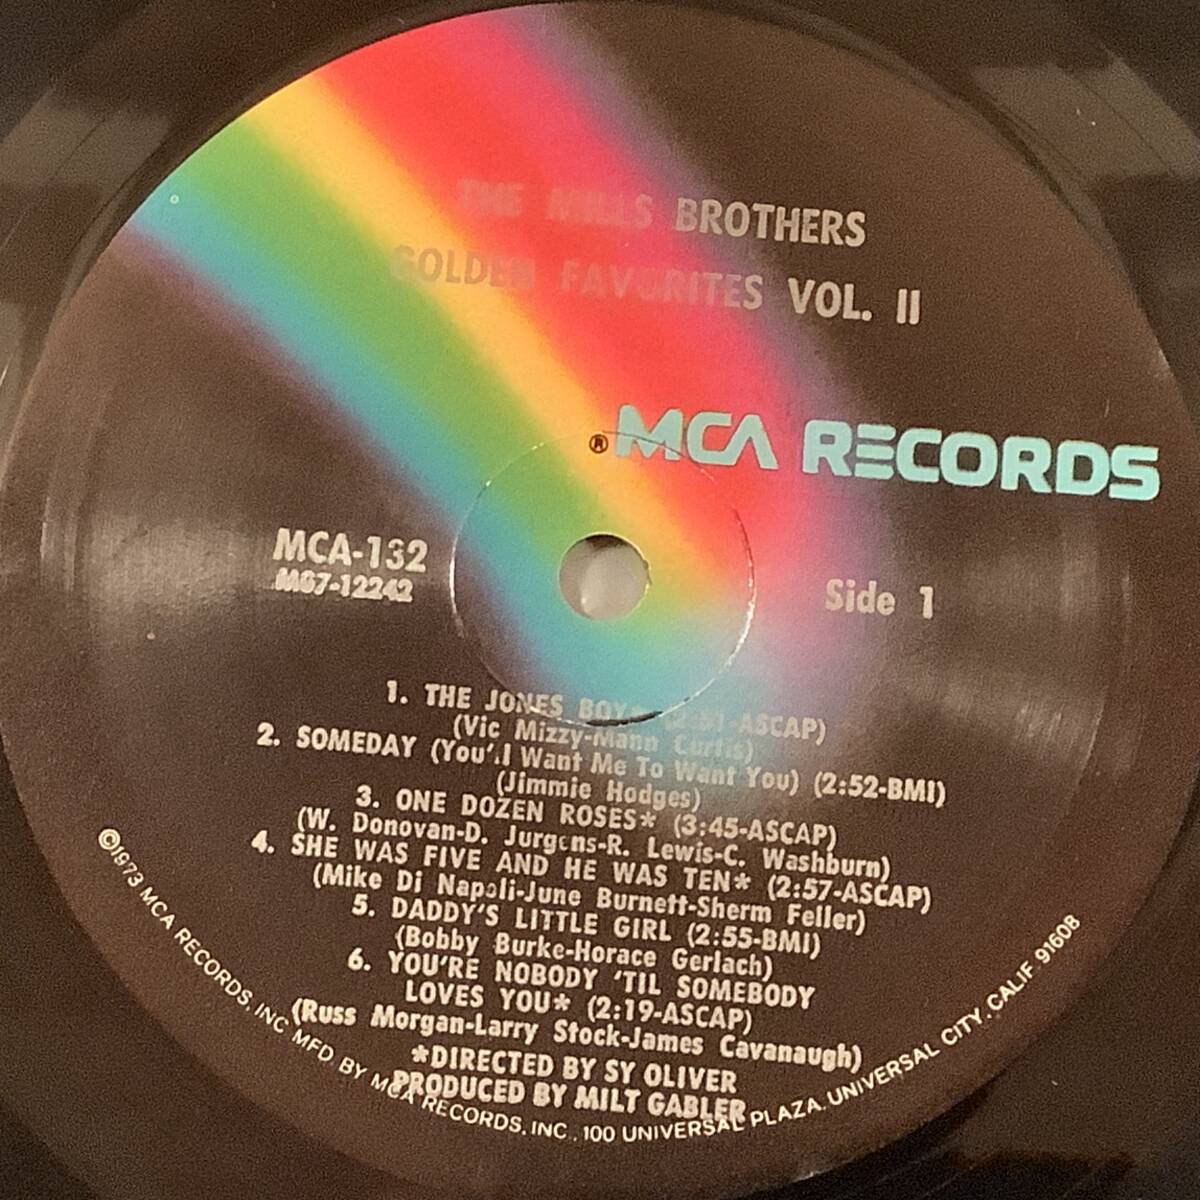 THE MILLS BROTHERS
GOLDEN FAVORITES VOL. II
® MCA RECORDS
MCA-132
MG7-12242
Side 1
1. THE JONES BOY* (2:51-ASCAP)
(Vic Mizzy-Mann Curtis)
2. SOMEDAY (You'll Want Me To Want You) (2:52-BMI)
(Jimmie Hodges)
3. ONE DOZEN ROSES* (3:45-ASCAP)
(W. Donovan-D. Jurgens-R. Lewis-C. Washburn)
4. SHE WAS FIVE AND HE WAS TEN* (2:57-ASCAP)
(Mike Di Napoli-June Burnett-Sherm Feller)
5. DADDY'S LITTLE GIRL (2:55-BMI)
(Bobby Burke-Horace Gerlach)
6. YOU'RE NOBODY 'TIL SOMEBODY
LOVES YOU* (2:19-ASCAP)
(Russ Morgan-Larry Stock-James Cavanaugh)
*DIRECTED BY SY OLIVER
PRODUCED BY MILT GABLER
©1973 MCA RECORDS, INC MFD BY MCA RECORDS, INC., 100 UNIVERSAL PLAZA, UNIVERSAL CITY, CALIF. 91608